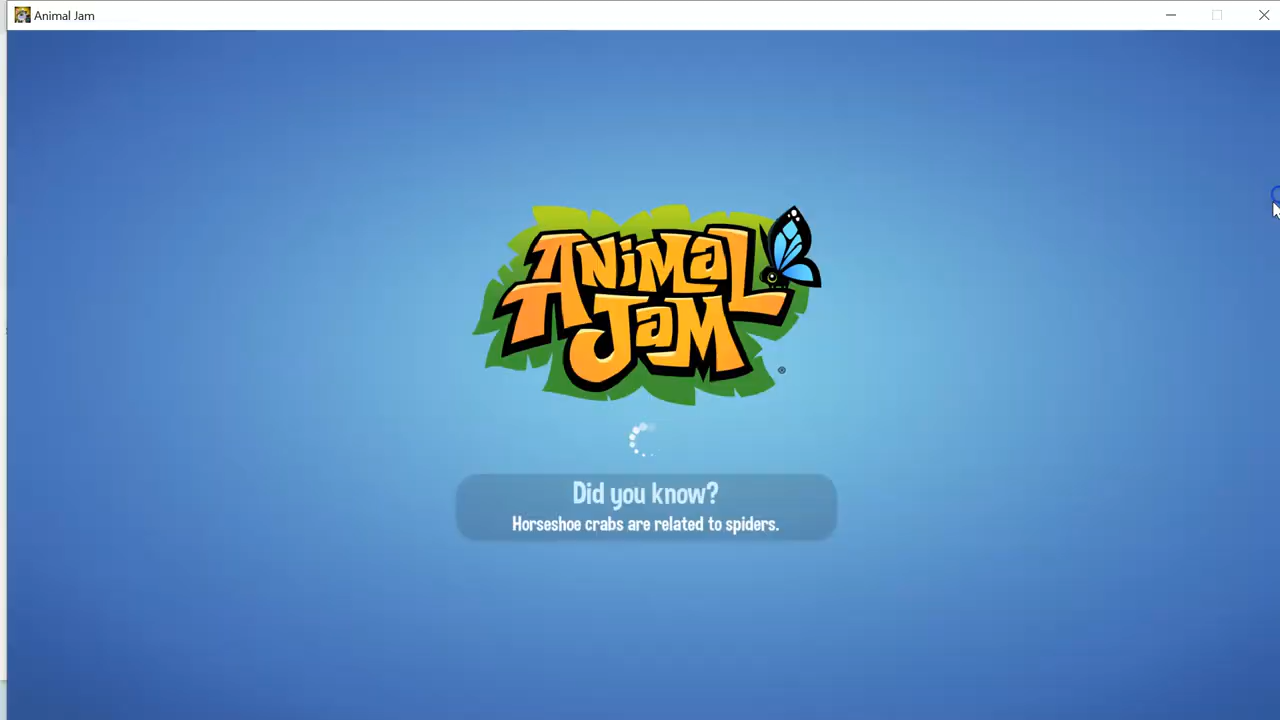 Animal Jam
ANIMAL
JAM
®
Did you know?
Horseshoe crabs are related to spiders.